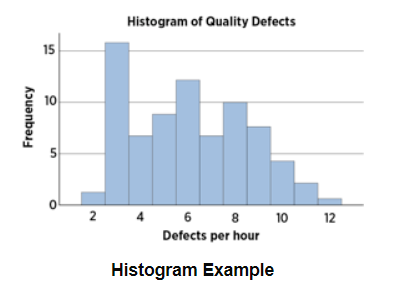 Histogram of Quality Defects
Frequency
15
10
5
0
2 4 6 8 10 12
Defects per hour
Histogram Example